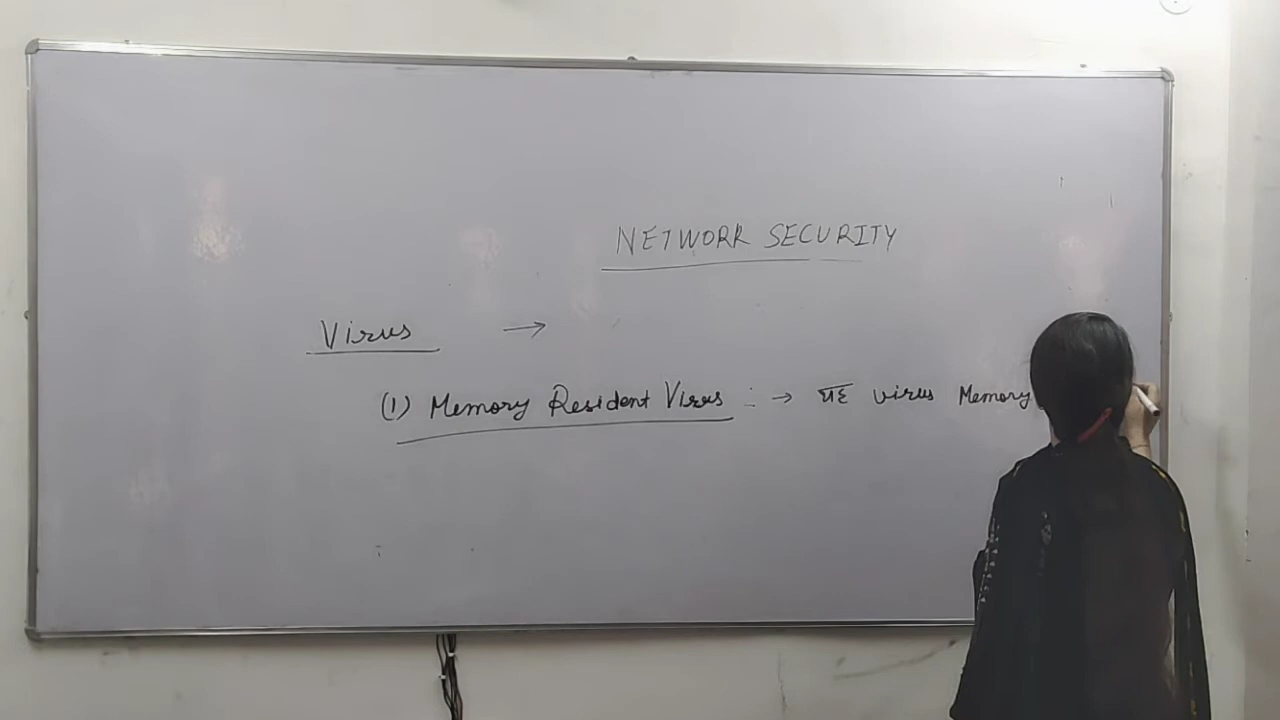 NETWORK SECURITY
Virus →
(1) Memory Resident Virus :→ यह virus Memory